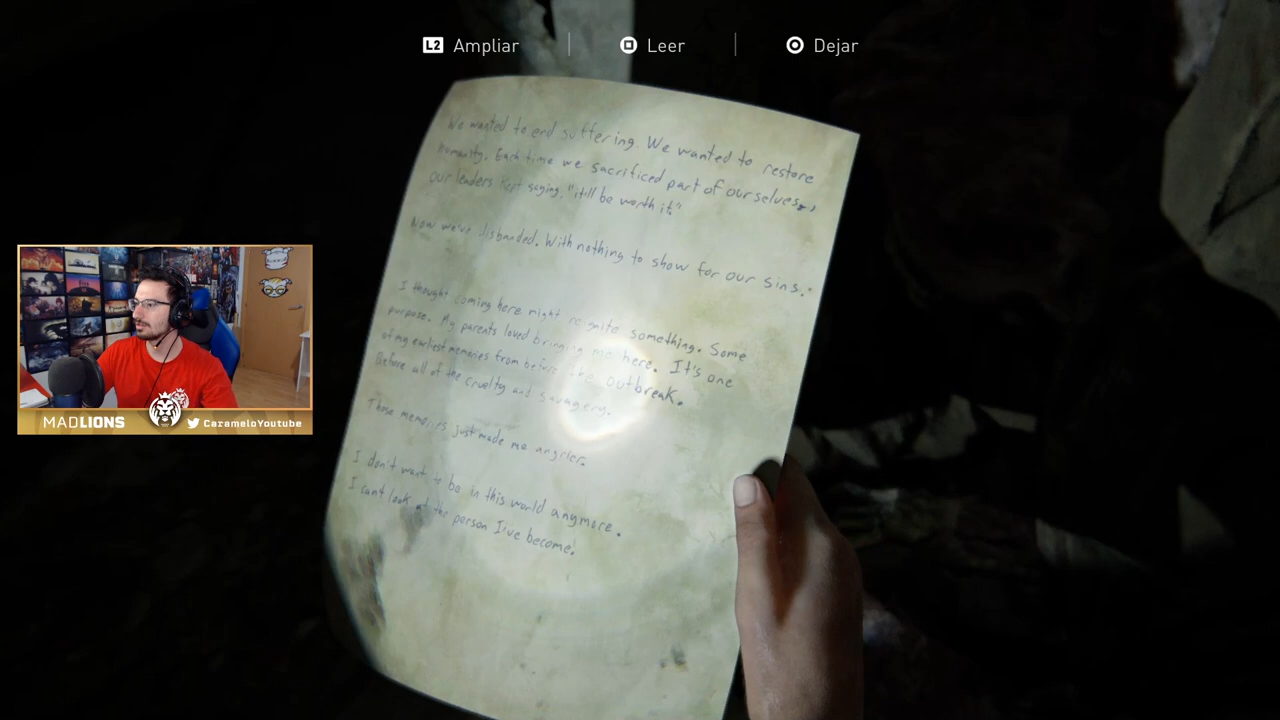 L2 Ampliar
Leer
Dejar
We wanted to end suffering. We wanted to restore
humanity. Each time we sacrificed part of ourselves,
our leaders kept saying, "it'll be worth it."
Now we've disbanded. With nothing to show for our sins."
I thought coming here might reignite something. Some
purpose. My parents loved bringing me here. It's one
of my earliest memories from before the outbreak.
Before all of the cruelty and savagery.
Those memories just made me angrier.
I don't want to be in this world anymore.
I cant look at the person I've become.
MADLIONS
CarameloYoutube